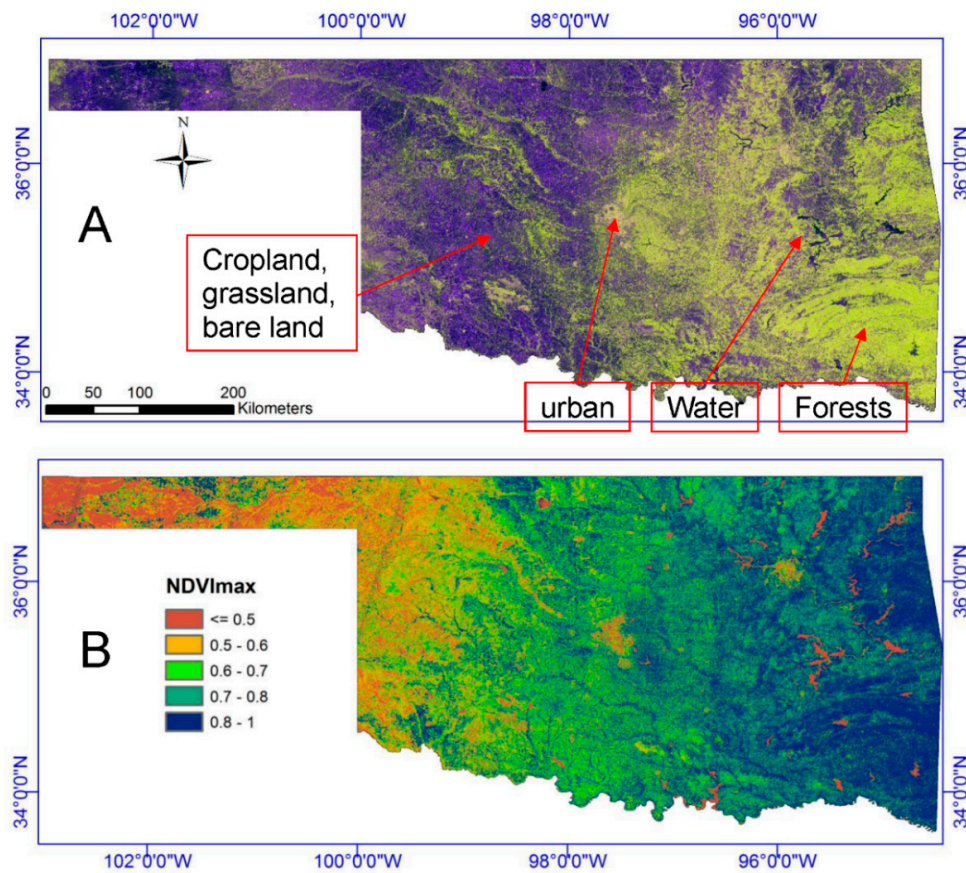 102°0'0"W 100°0'0"W 98°0'0"W 96°0'0"W
N
36°0'0"N 36°0'0"N
A
Cropland,
grassland,
bare land
34°0'0"N 34°0'0"N
0 50 100 200
Kilometers
urban Water Forests
NDVImax
36°0'0"N 36°0'0"N
<= 0.5
0.5 - 0.6
B
0.6 - 0.7
0.7 - 0.8
0.8 - 1
34°0'0"N 34°0'0"N
102°0'0"W 100°0'0"W 98°0'0"W 96°0'0"W